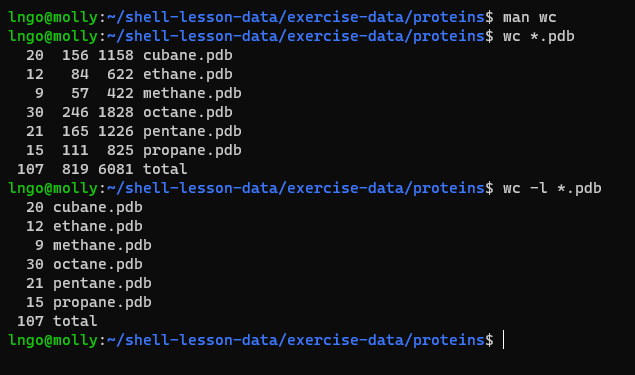 lngo@molly:~/shell-lesson-data/exercise-data/proteins$ man wc
lngo@molly:~/shell-lesson-data/exercise-data/proteins$ wc *.pdb
  20  156 1158 cubane.pdb
  12   84  622 ethane.pdb
   9   57  422 methane.pdb
  30  246 1828 octane.pdb
  21  165 1226 pentane.pdb
  15  111  825 propane.pdb
 107  819 6081 total
lngo@molly:~/shell-lesson-data/exercise-data/proteins$ wc -l *.pdb
  20 cubane.pdb
  12 ethane.pdb
   9 methane.pdb
  30 octane.pdb
  21 pentane.pdb
  15 propane.pdb
 107 total
lngo@molly:~/shell-lesson-data/exercise-data/proteins$